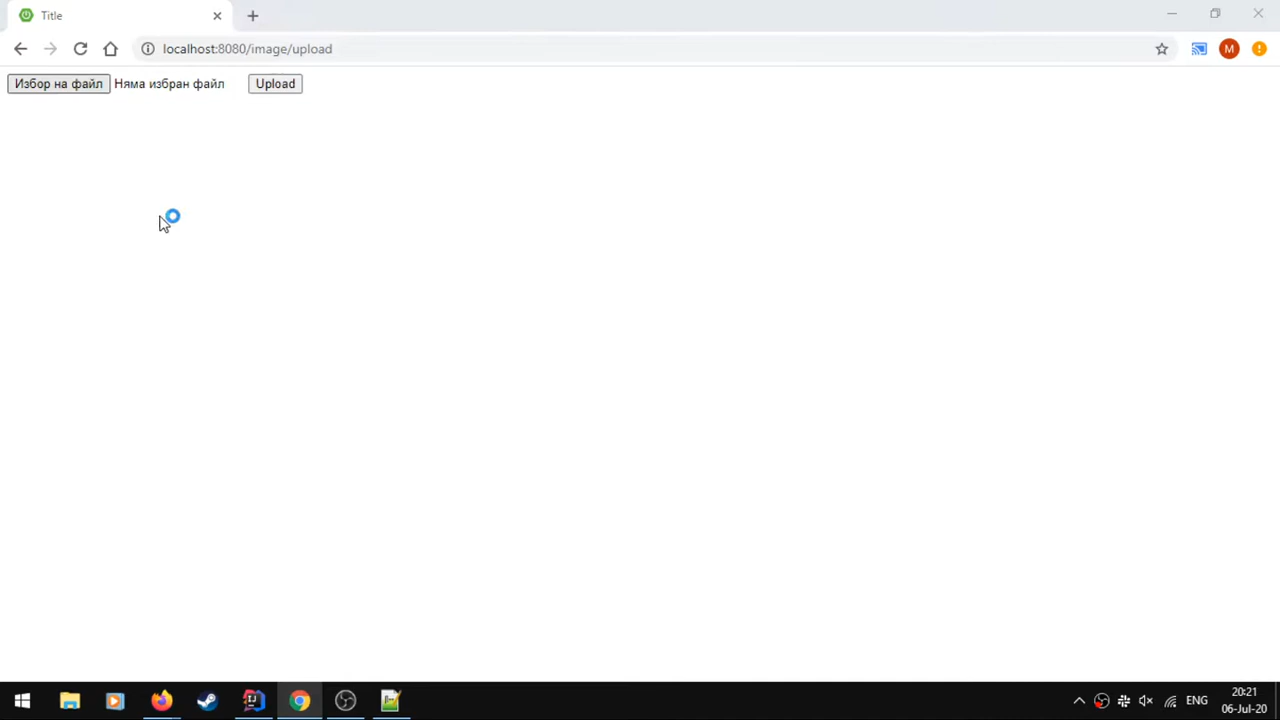 Title
localhost:8080/image/upload
M
Избор на файл Няма избран файл Upload
ENG
20:21
06-Jul-20